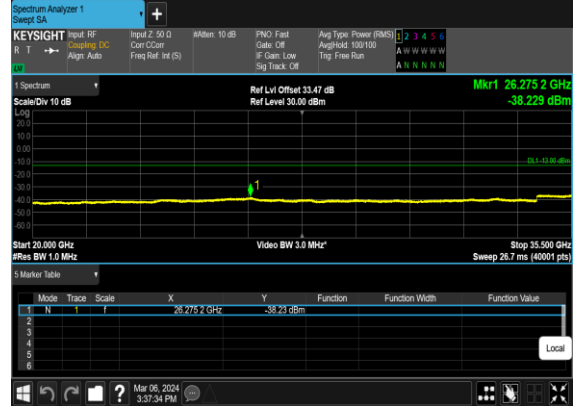 Spectrum Analyzer 1
Swept SA
+
KEYSIGHT Input: RF Input Z: 50 Ω #Atten: 10 dB PNO: Fast Avg Type: Power (RMS) 1 2 3 4 5 6
R T Coupling: DC Corr CCorr Gate: Off Avg|Hold: 100/100 A W W W W W
Align: Auto Freq Ref: Int (S) IF Gain: Low Trig: Free Run
LU Sig Track: Off A N N N N N
1 Spectrum Ref Lvl Offset 33.47 dB Mkr1 26.275 2 GHz
Scale/Div 10 dB Ref Level 30.00 dBm -38.229 dBm
Log
20.0
10.0
0.00
-10.0
DL1 -13.00 dBm
-20.0
-30.0
1
-40.0
-50.0
-60.0
Start 20.000 GHz Video BW 3.0 MHz* Stop 35.500 GHz
#Res BW 1.0 MHz Sweep 26.7 ms (40001 pts)
5 Marker Table
Mode Trace Scale X Y Function Function Width Function Value
1 N 1 f 26.275 2 GHz -38.23 dBm
2
3
4
5
6
Local
? Mar 06, 2024
3:37:34 PM